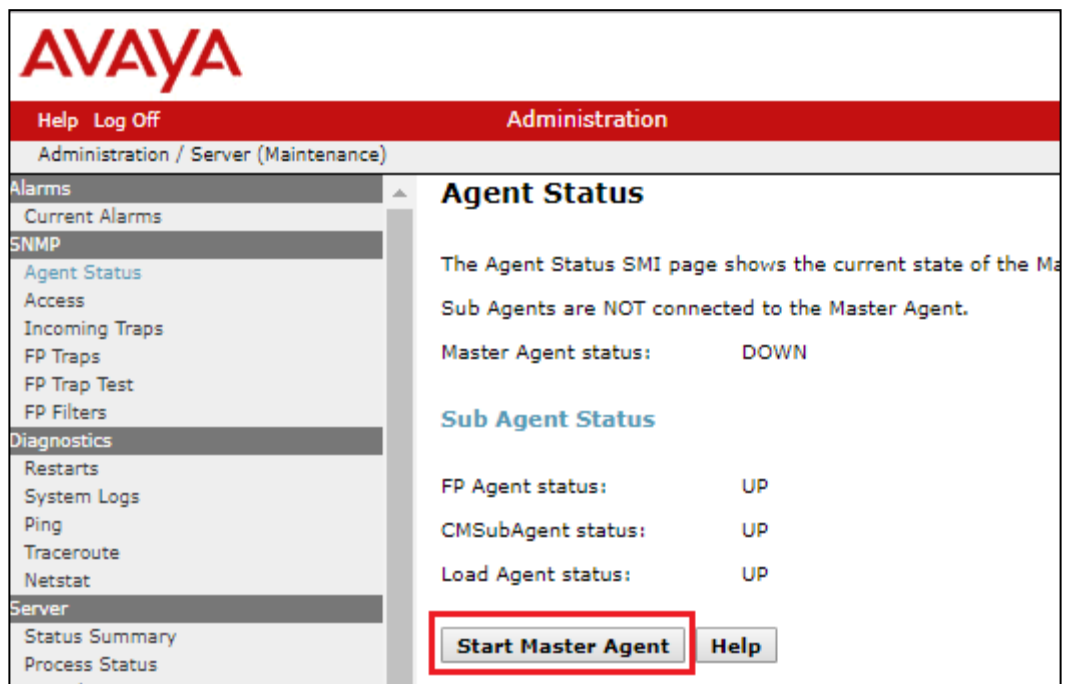 AVAYA
Help Log Off
Administration
Administration / Server (Maintenance)
Alarms
Current Alarms
SNMP
Agent Status
Access
Incoming Traps
FP Traps
FP Trap Test
FP Filters
Diagnostics
Restarts
System Logs
Ping
Traceroute
Netstat
Server
Status Summary
Process Status
Agent Status
The Agent Status SMI page shows the current state of the Ma
Sub Agents are NOT connected to the Master Agent.
Master Agent status: DOWN
Sub Agent Status
FP Agent status: UP
CMSubAgent status: UP
Load Agent status: UP
Start Master Agent
Help